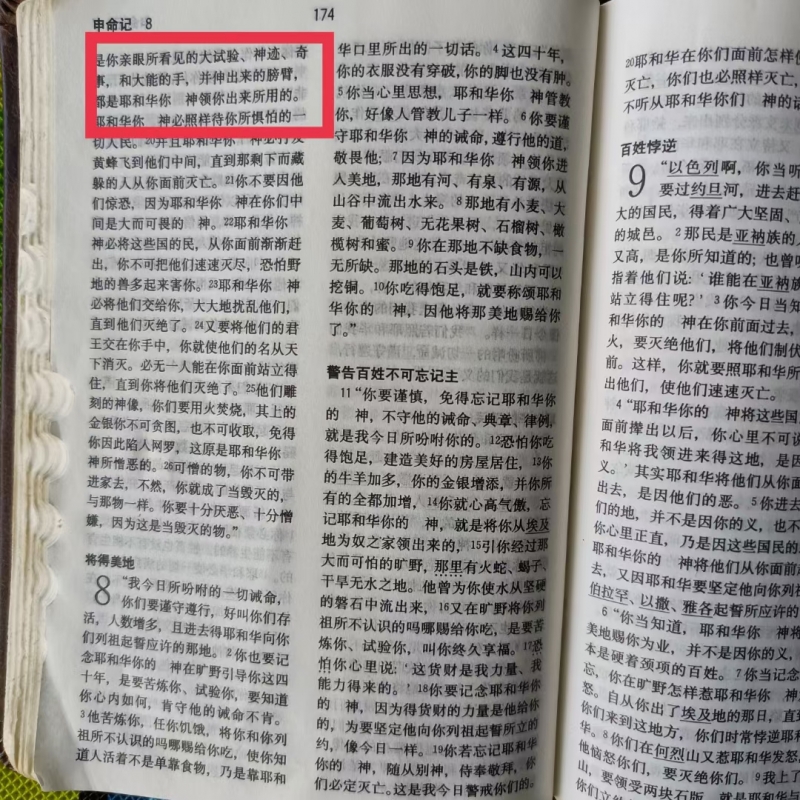 申命记 8
174
是你亲眼所看见的大试验、神迹、奇
事,和大能的手,并伸出来的膀臂,
都是耶和华你 神领你出来所用的。
耶和华你 神必照样待你所惧怕的一
切人民。20并且耶和华你 神必打发
黄蜂飞到他们中间,直到那剩下而藏
躲的人从你面前灭亡。21你不要因他
们惊恐,因为耶和华你 神在你们中
间是大而可畏的 神。22耶和华你
神必将这些国的民,从你面前渐渐赶
出,你不可把他们速速灭尽,恐怕野
地的兽多起来害你。23耶和华你 神
必将他们交给你,大大地扰乱他们,
直到他们灭绝了。24又要将他们的君
王交在你手中,你就使他们的名从天
下消灭。必无一人能在你面前站立得
住,直到你将他们灭绝了。25他们雕
刻的神像,你们要用火焚烧,其上的
金银你不可贪图,也不可收取,免得
你因此陷入网罗,这原是耶和华你
神所憎恶的。26可憎的物,你不可带
进家去,不然,你就成了当毁灭的,
与那物一样。你要十分厌恶、十分憎
嫌,因为这是当毁灭的物。”
将得美地
8 “我今日所吩咐的一切诫命,
你们要谨守遵行,好叫你们存
活,人数增多,且进去得耶和华向你
们列祖起誓应许的那地。2你也要记
念耶和华你的 神在旷野引导你这四
十年,是要苦炼你、试验你,要知道
你心内如何,肯守他的诫命不肯。
3他苦炼你,任你饥饿,将你和你列
祖所不认识的吗哪赐给你吃,使你知
道人活着不是单靠食物,乃是靠耶和
华口里所出的一切话。4这四十年,
你的衣服没有穿破,你的脚也没有肿。
5你当心里思想,耶和华你 神管教
你,好像人管教儿子一样。6你要谨
守耶和华你 神的诫命,遵行他的道,
敬畏他。7因为耶和华你 神领你进
入美地,那地有河、有泉、有源,从
山谷中流出水来。8那地有小麦、大
麦、葡萄树、无花果树、石榴树、橄
榄树和蜜。9你在那地不缺食物,一
无所缺。那地的石头是铁,山内可以
挖铜。10你吃得饱足,就要称颂耶和
华你的 神,因他将那美地赐给你
了。”
警告百姓不可忘记主
11“你要谨慎,免得忘记耶和华你
的 神,不守他的诫命、典章、律例,
就是我今日所吩咐你的。12恐怕你吃
得饱足,建造美好的房屋居住,13你
的牛羊加多,你的金银增添,并你所
有的全都加增,14你就心高气傲,忘
记耶和华你的 神,就是将你从埃及
地为奴之家领出来的,15引你经过那
大而可怕的旷野,那里有火蛇、蝎子、
干旱无水之地。他曾为你使水从坚硬
的磐石中流出来,16又在旷野将你列
祖所不认识的吗哪赐给你吃,是要苦
炼你、试验你,叫你终久享福。17恐
怕你心里说:‘这货财是我力量、我
能力得来的。’18你要记念耶和华你
的 神,因为得货财的力量是他给你
的,为要坚定他向你列祖起誓所立的
约,像今日一样。19你若忘记耶和华
你的 神,随从别神,侍奉敬拜,你
们必定灭亡。这是我今日警戒你们的。
20耶和华在你们面前怎样使
灭亡,你们也必照样灭亡,
不听从耶和华你们 神的
百姓悖逆
9 “以色列啊,你当听
要过约旦河,进去赶
大的国民,得着广大坚固、
的城邑。2那民是亚衲族的人
又高,是你所知道的;也曾
指着他们说:‘谁能在亚衲族
站立得住呢?’3你今日当知
和华你的 神在你前面过去,
火,要灭绝他们,将他们制伏
前。这样,你就要照耶和华所
出他们,使他们速速灭亡。
4“耶和华你的 神将这些国
面前撵出以后,你心里不可说
和华将我领进来得这地,是因
义。’其实耶和华将他们从你面
出去,是因他们的恶。5你进去
们的地,并不是因你的义,也不
你心里正直,乃是因这些国民的
耶和华你的 神将他们从你面前
去,又因耶和华要坚定他向你列祖
伯拉罕、以撒、雅各起誓所应许的
6“你当知道,耶和华你 神
美地赐你为业,并不是因你的义,
本是硬着颈项的百姓。7你当记念
忘,你在旷野怎样惹耶和华你 神
怒。自从你出了埃及地的那日,直
你们来到这地方,你们时常悖逆耶和
华。8你们在何烈山又惹耶和华发怒
他恼怒你们,要灭绝你们。9我上了
山,要领受两块石版,